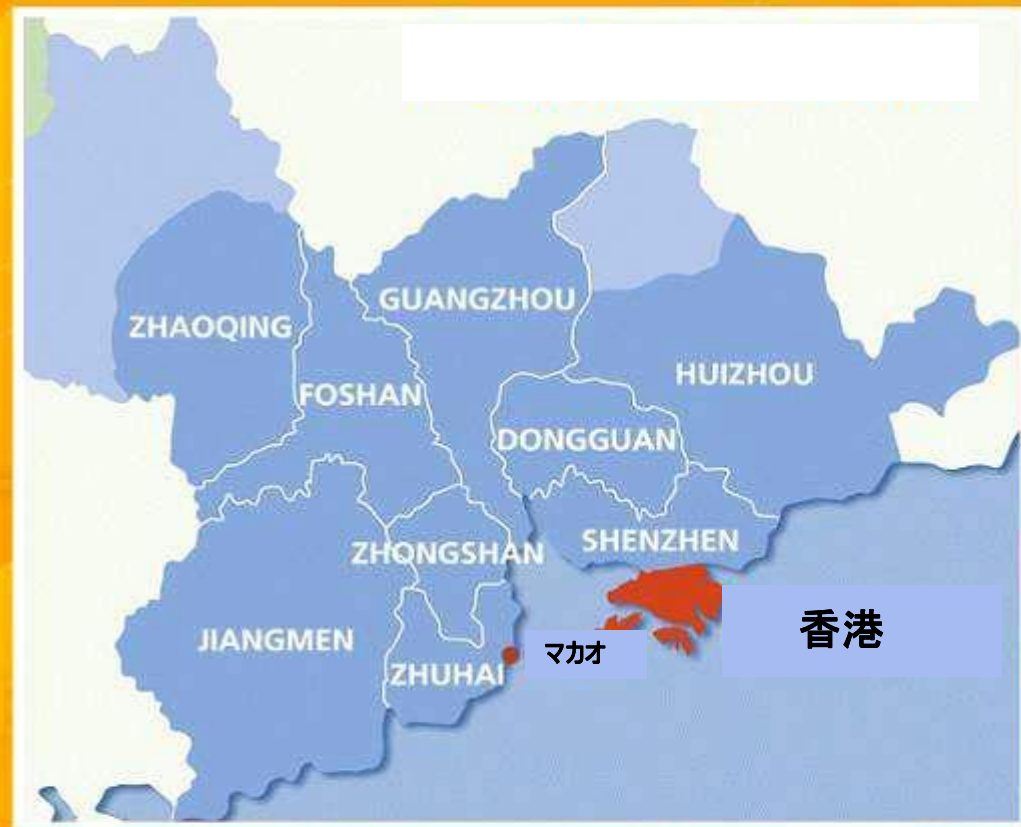 GUANGZHOU
ZHAOQING
HUIZHOU
FOSHAN
DONGGUAN
SHENZHEN
ZHONGSHAN
香港
JIANGMEN
マカオ
ZHUHAI